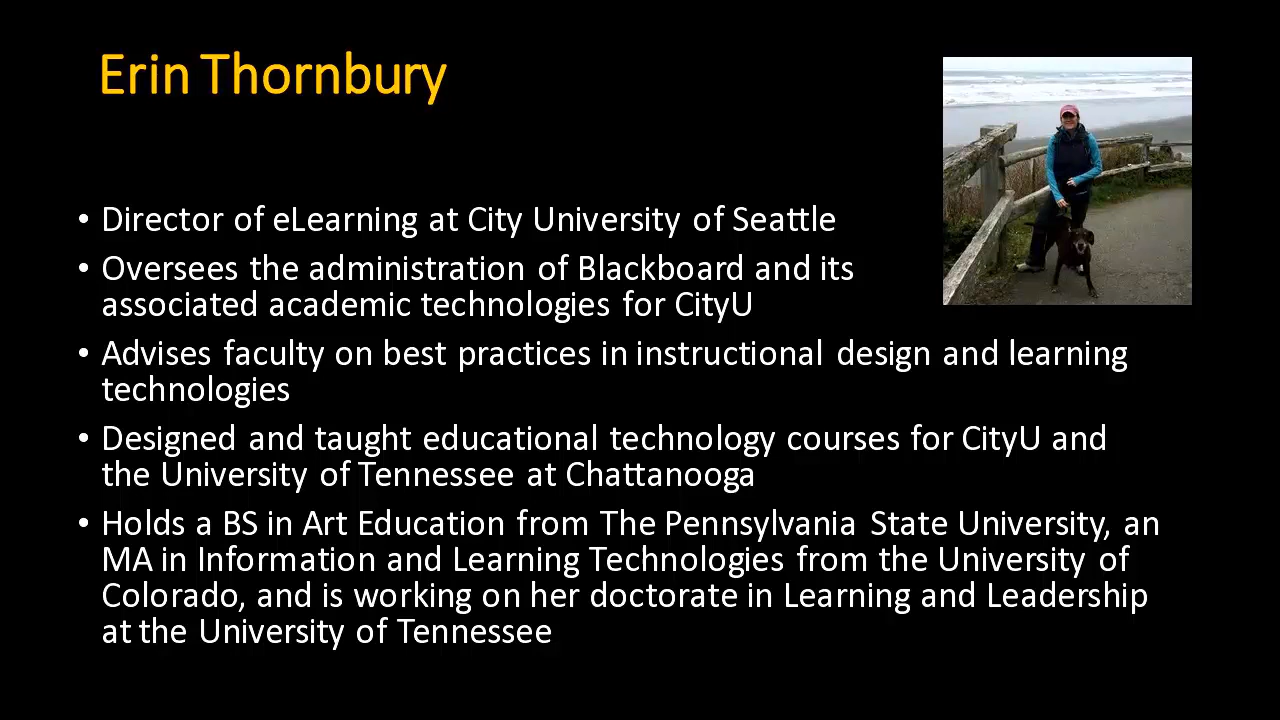 Erin Thornbury
• Director of eLearning at City University of Seattle
• Oversees the administration of Blackboard and its
associated academic technologies for CityU
• Advises faculty on best practices in instructional design and learning
technologies
• Designed and taught educational technology courses for CityU and
the University of Tennessee at Chattanooga
• Holds a BS in Art Education from The Pennsylvania State University, an
MA in Information and Learning Technologies from the University of
Colorado, and is working on her doctorate in Learning and Leadership
at the University of Tennessee